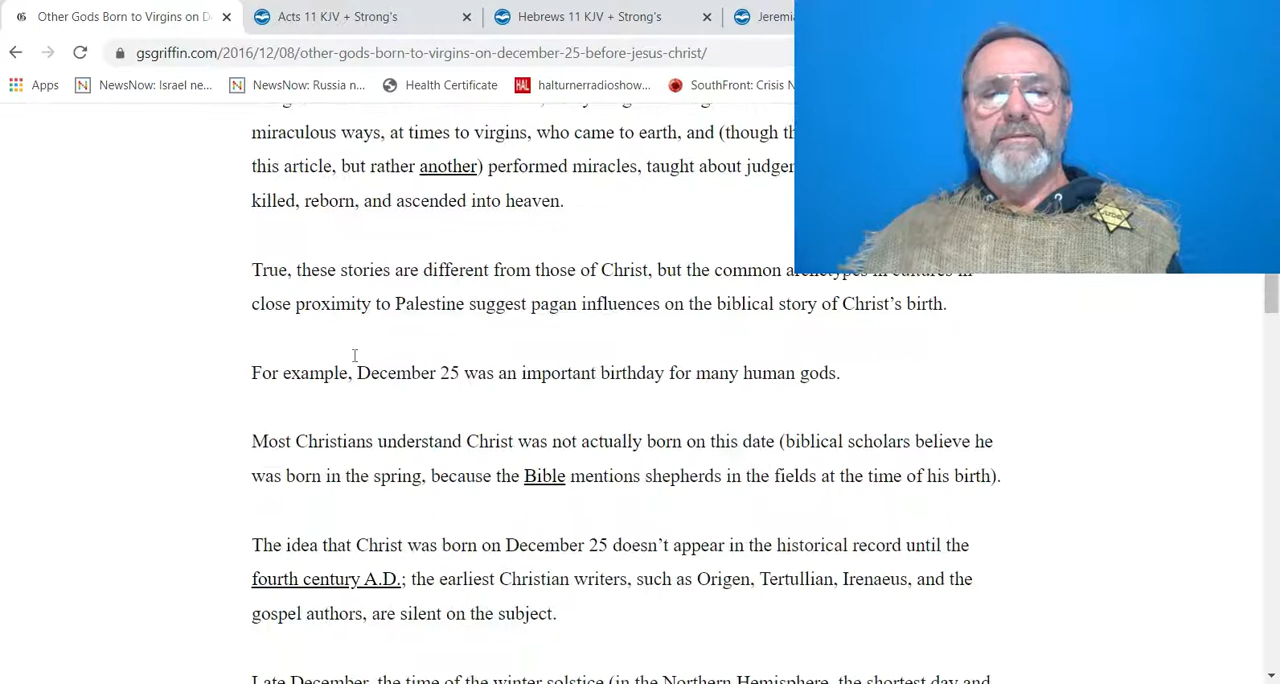 Other Gods Born to Virgins on D
Acts 11 KJV + Strong's
Hebrews 11 KJV + Strong's
Jeremia
gsgriffin.com/2016/12/08/other-gods-born-to-virgins-on-december-25-before-jesus-christ/
Apps
NewsNow: Israel ne...
NewsNow: Russia n...
Health Certificate
HAL
halturnerradioshow...
SouthFront: Crisis N
miraculous ways, at times to virgins, who came to earth, and (though th
this article, but rather another) performed miracles, taught about judgem
killed, reborn, and ascended into heaven.
True, these stories are different from those of Christ, but the common archetypes in cultures in
close proximity to Palestine suggest pagan influences on the biblical story of Christ's birth.
For example, December 25 was an important birthday for many human gods.
Most Christians understand Christ was not actually born on this date (biblical scholars believe he
was born in the spring, because the Bible mentions shepherds in the fields at the time of his birth).
The idea that Christ was born on December 25 doesn't appear in the historical record until the
fourth century A.D.; the earliest Christian writers, such as Origen, Tertullian, Irenaeus, and the
gospel authors, are silent on the subject.
Late December, the time of the winter solstice (in the Northern Hemisphere, the shortest day and